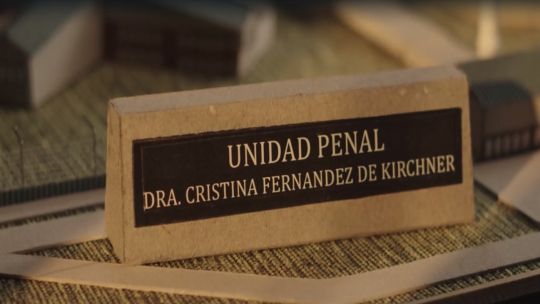 UNIDAD PENAL
DRA. CRISTINA FERNANDEZ DE KIRCHNER